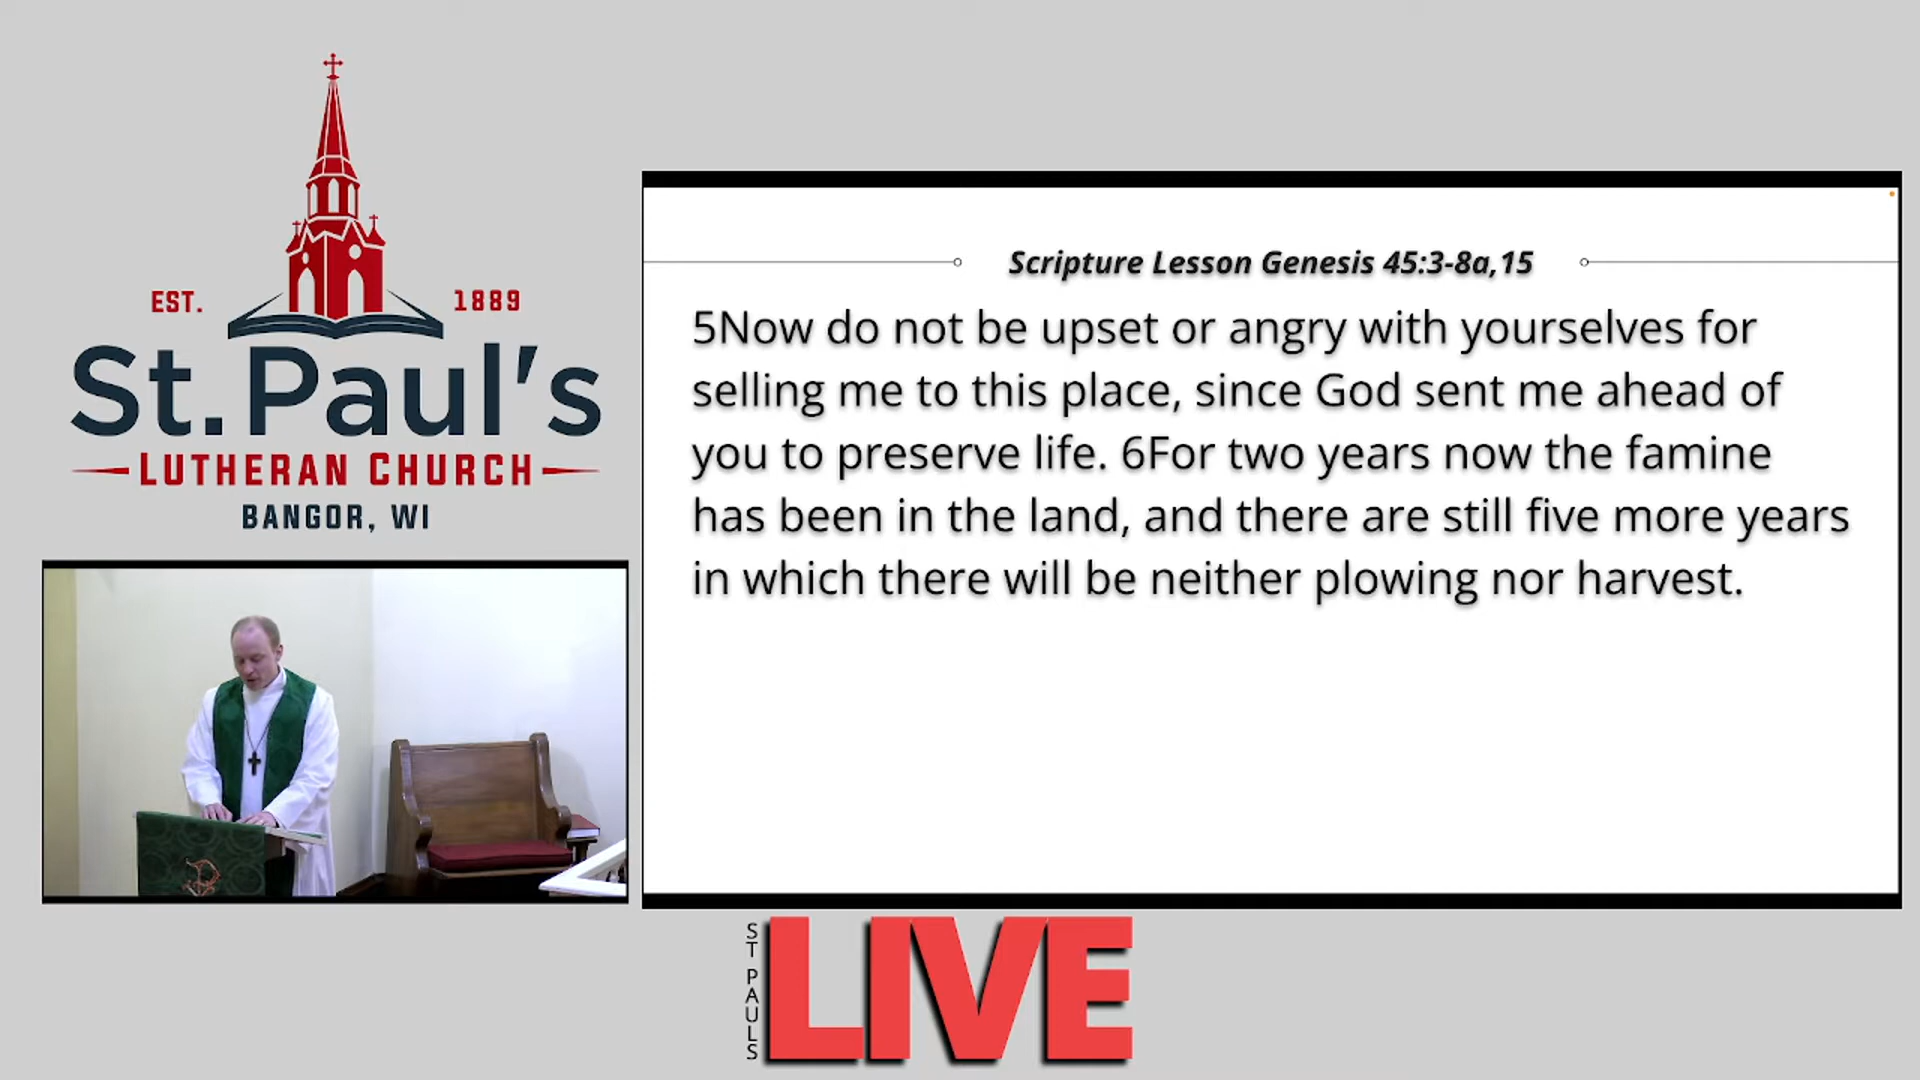 EST. 1889
St. Paul's
LUTHERAN CHURCH
BANGOR, WI
Scripture Lesson Genesis 45:3-8a,15
5Now do not be upset or angry with yourselves for
selling me to this place, since God sent me ahead of
you to preserve life. 6For two years now the famine
has been in the land, and there are still five more years
in which there will be neither plowing nor harvest.
ST PAULS
LIVE